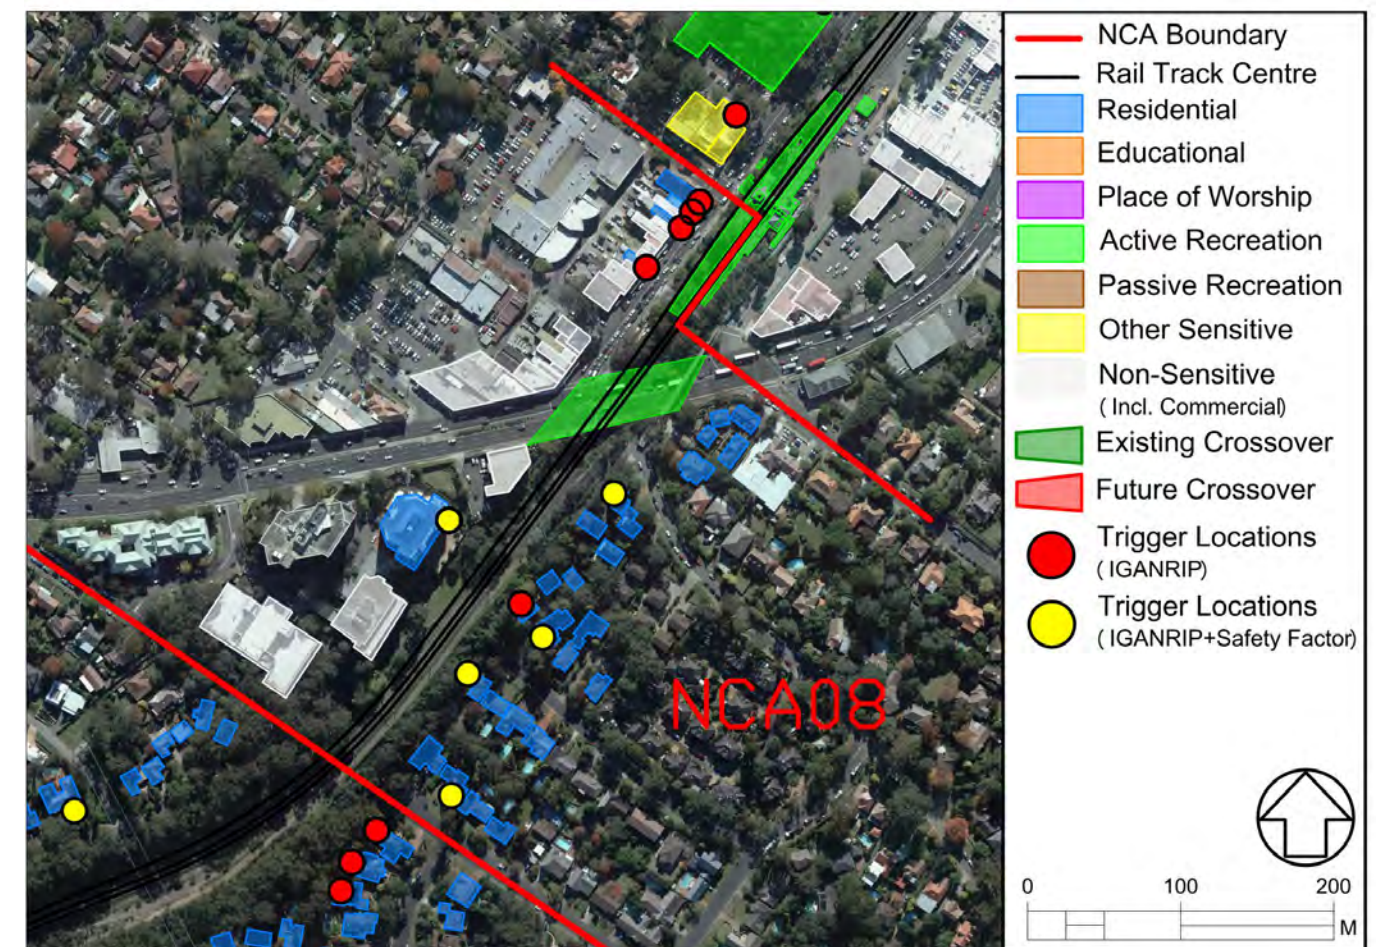 NCA Boundary
Rail Track Centre
Residential
Educational
Place of Worship
Active Recreation
Passive Recreation
Other Sensitive
Non-Sensitive
( Incl. Commercial)
Existing Crossover
Future Crossover
Trigger Locations
( IGANRIP)
Trigger Locations
( IGANRIP+Safety Factor)
NCA08
0 100 200
M